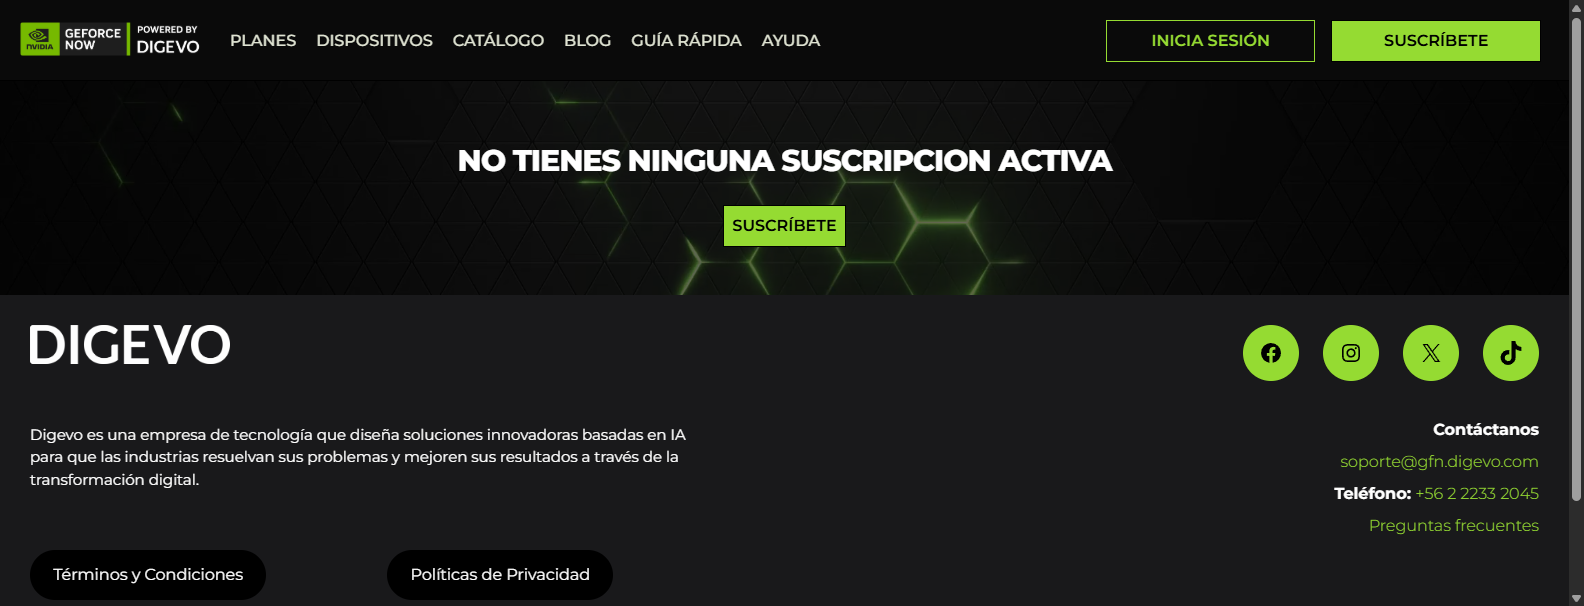 NVIDIA GEFORCE NOW POWERED BY DIGEVO
PLANES DISPOSITIVOS CATÁLOGO BLOG GUÍA RÁPIDA AYUDA INICIA SESIÓN SUSCRÍBETE
NO TIENES NINGUNA SUSCRIPCION ACTIVA
SUSCRÍBETE
DIGEVO
Digevo es una empresa de tecnología que diseña soluciones innovadoras basadas en IA
para que las industrias resuelvan sus problemas y mejoren sus resultados a través de la
transformación digital.
Contáctanos
soporte@gfn.digevo.com
Teléfono: +56 2 2233 2045
Preguntas frecuentes
Términos y Condiciones Políticas de Privacidad